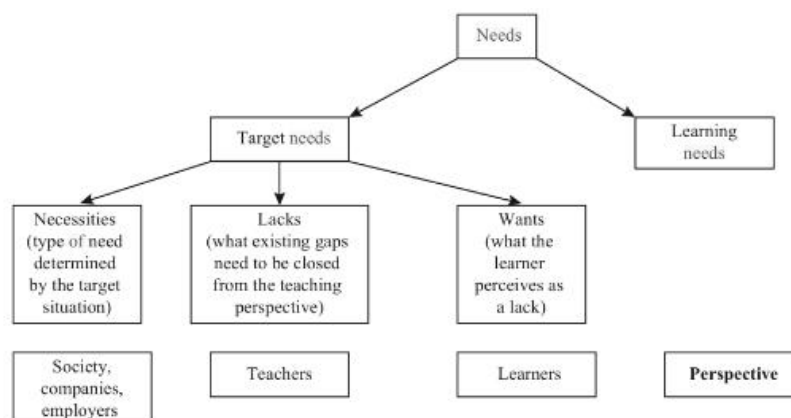 Needs
Target needs
Learning
needs
Necessities
(type of need
determined
by the target
situation)
Lacks
(what existing gaps
need to be closed
from the teaching
perspective)
Wants
(what the
learner
perceives as
a lack)
Society,
companies,
employers
Teachers
Learners
Perspective